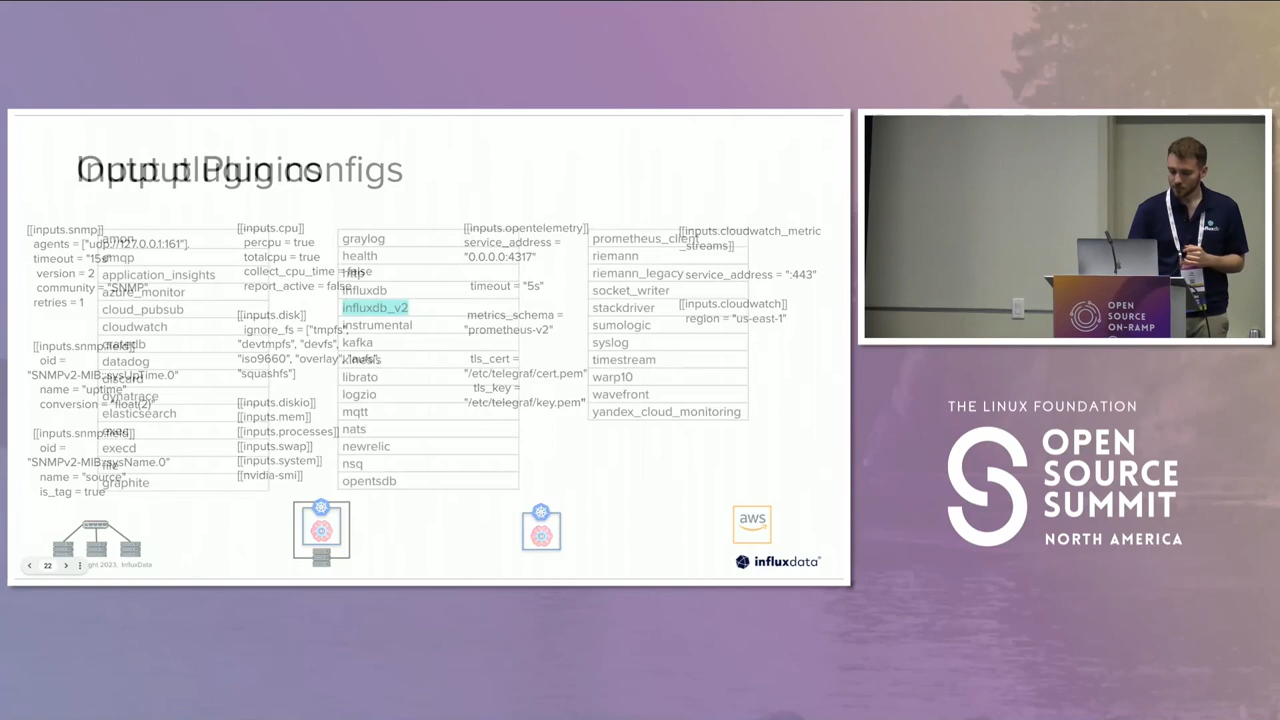 Input plugin configs
Output Plugins
[[inputs.snmp]]
agents = ["udp://127.0.0.1:161"].
timeout = "15s"
version = 2
community = "SNMP"
retries = 1
[[inputs.snmp.field]]
oid =
"SNMPv2-MIB::sysUpTime.0"
name = "uptime"
conversion = "float(2)"
[[inputs.snmp.field]]
oid =
"SNMPv2-MIB::sysName.0"
name = "source"
is_tag = true
amon
amqp
application_insights
azure_monitor
cloud_pubsub
cloudwatch
cratedb
datadog
discard
dynatrace
elasticsearch
exec
execd
file
graphite
[[inputs.cpu]]
percpu = true
totalcpu = true
collect_cpu_time = false
report_active = false
[[inputs.disk]]
ignore_fs = ["tmpfs",
"devtmpfs", "devfs",
"iso9660", "overlay", "aufs",
"squashfs"]
[[inputs.diskio]]
[[inputs.mem]]
[[inputs.processes]]
[[inputs.swap]]
[[inputs.system]]
[[nvidia-smi]]
graylog
health
http
influxdb
influxdb_v2
instrumental
kafka
kinesis
librato
logzio
mqtt
nats
newrelic
nsq
opentsdb
[[inputs.opentelemetry]]
service_address =
"0.0.0.0:4317"
timeout = "5s"
metrics_schema =
"prometheus-v2"
tls_cert =
"/etc/telegraf/cert.pem"
tls_key =
"/etc/telegraf/key.pem"
prometheus_client
riemann
riemann_legacy
socket_writer
stackdriver
sumologic
syslog
timestream
warp10
wavefront
yandex_cloud_monitoring
[[inputs.cloudwatch_metric
_streams]]
service_address = ":443"
[[inputs.cloudwatch]]
region = "us-east-1"
aws
22
ght 2023, InfluxData
influxdata
OPEN
SOURCE
ON-RAMP
THE LINUX FOUNDATION
OPEN
SOURCE
SUMMIT
NORTH AMERICA